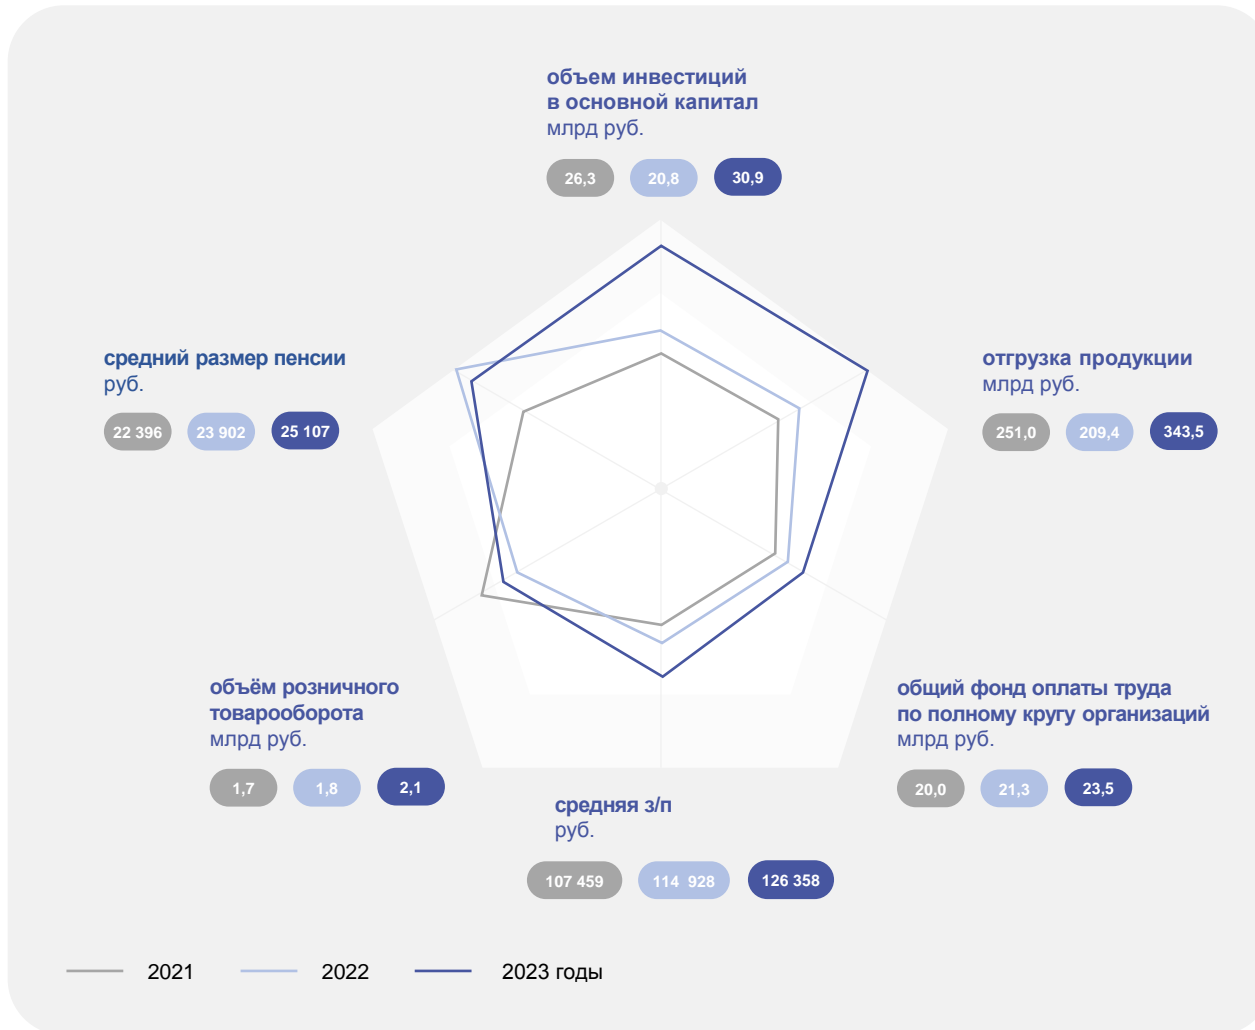 объем инвестиций
в основной капитал
млрд руб.
26,3 20,8 30,9
средний размер пенсии
руб.
22 396 23 902 25 107
отгрузка продукции
млрд руб.
251,0 209,4 343,5
объём розничного
товарооборота
млрд руб.
1,7 1,8 2,1
общий фонд оплаты труда
по полному кругу организаций
млрд руб.
20,0 21,3 23,5
средняя з/п
руб.
107 459 114 928 126 358
2021 2022 2023 годы